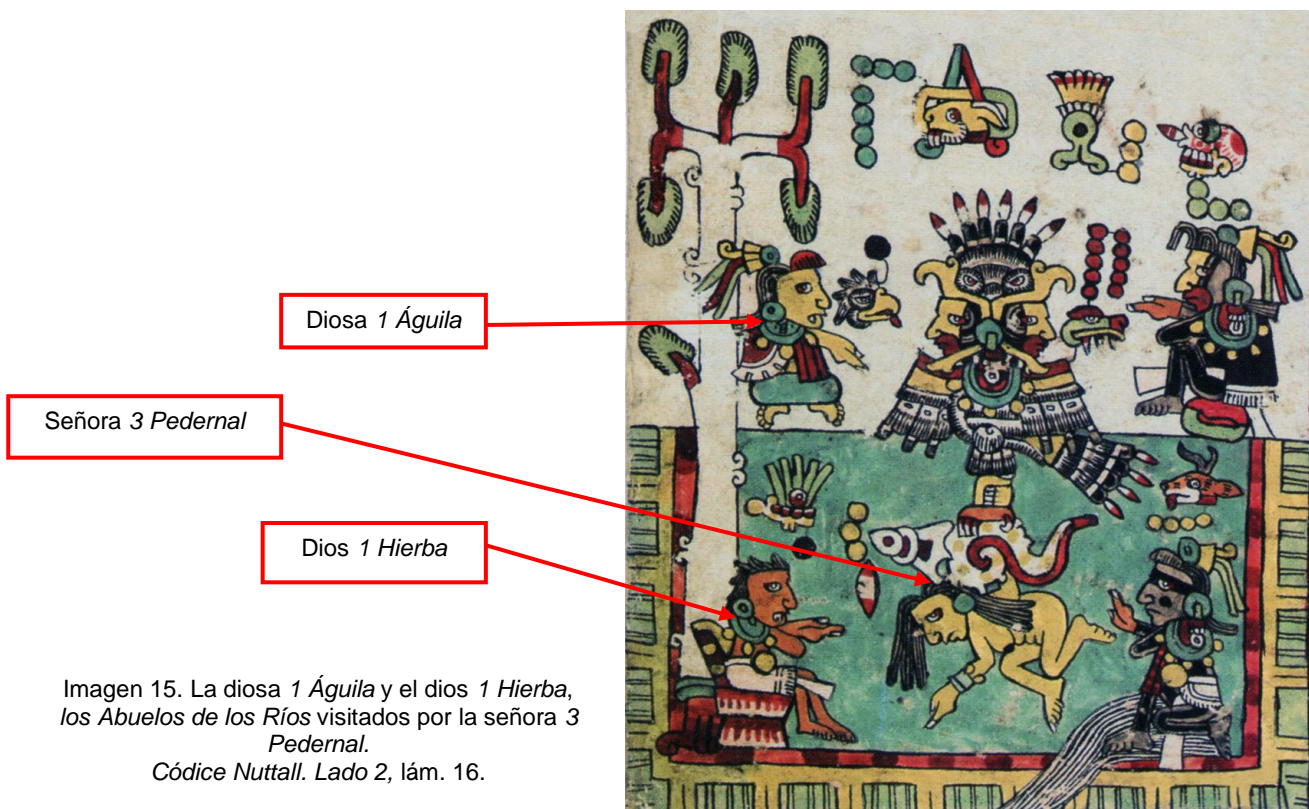 Diosa 1 Águila
Señora 3 Pedernal
Dios 1 Hierba
Imagen 15. La diosa 1 Águila y el dios 1 Hierba,
los Abuelos de los Ríos visitados por la señora 3
Pedernal.
Códice Nuttall. Lado 2, lám. 16.